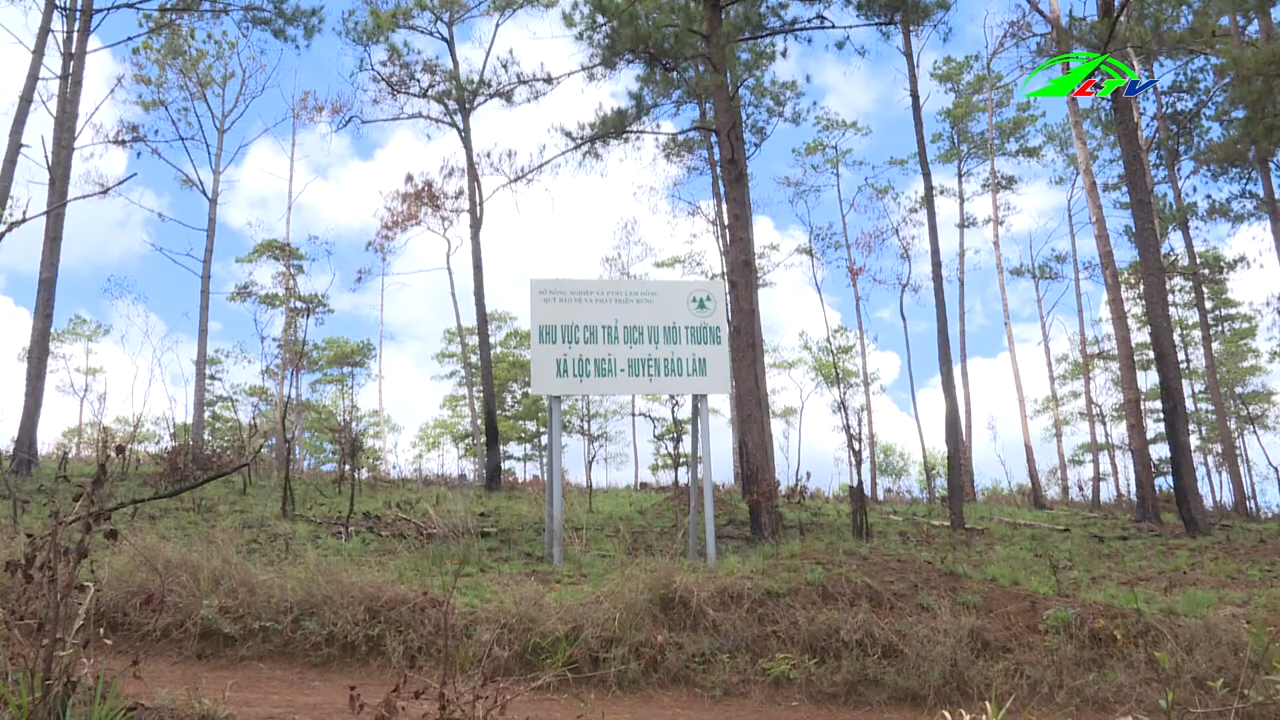 LTV
SỞ NÔNG NGHIỆP VÀ PTNT LÂM ĐỒNG
QUỸ BẢO VỆ VÀ PHÁT TRIỂN RỪNG
KHU VỰC CHI TRẢ DỊCH VỤ MÔI TRƯỜNG
XÃ LỘC NGÃI - HUYỆN BẢO LÂM